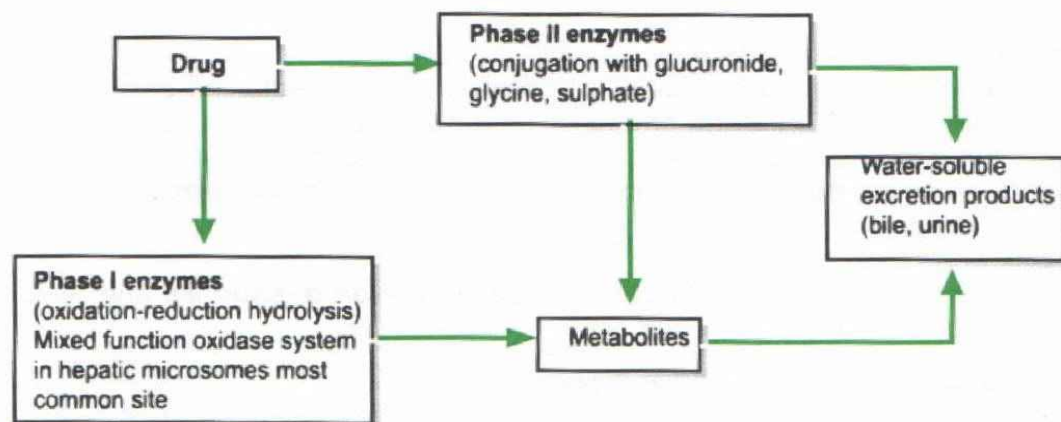 Drug
Phase II enzymes
(conjugation with glucuronide,
glycine, sulphate)
Water-soluble
excretion products
(bile, urine)
Phase I enzymes
(oxidation-reduction hydrolysis)
Mixed function oxidase system
in hepatic microsomes most
common site
Metabolites